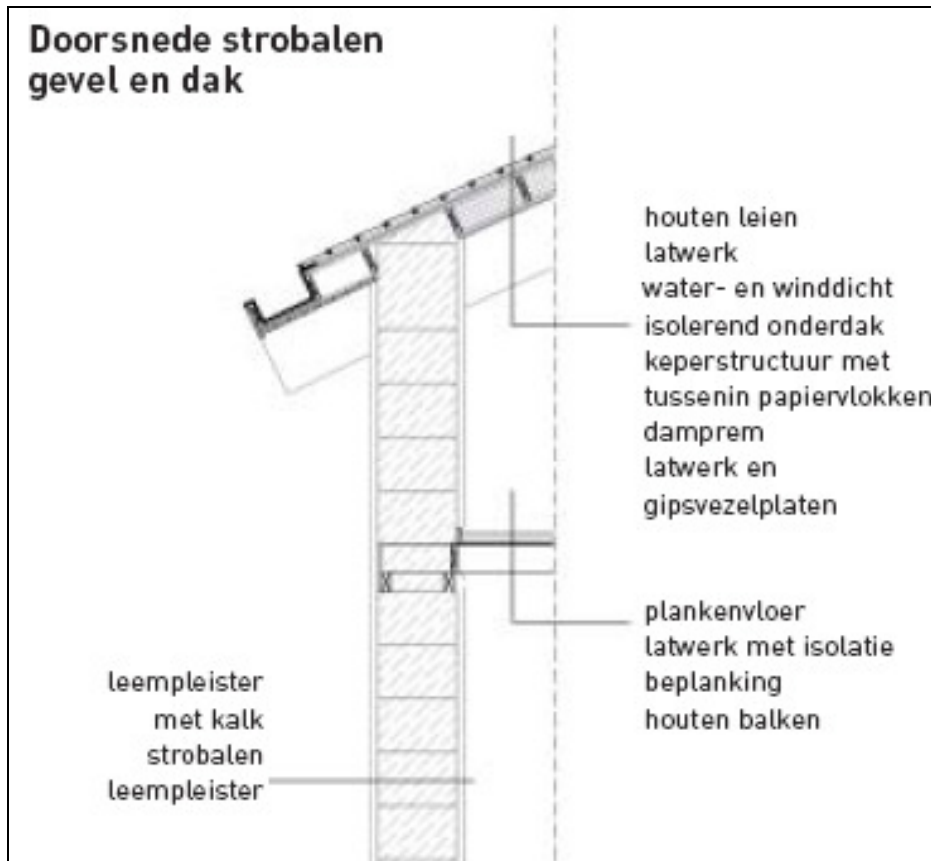 Doorsnede strobalen
gevel en dak
houten leien
latwerk
water- en winddicht
isolerend onderdak
keperstructuur met
tussenin papiervlokken
damprem
latwerk en
gipsvezelplaten
plankenvloer
latwerk met isolatie
beplanking
houten balken
leempleister
met kalk
strobalen
leempleister